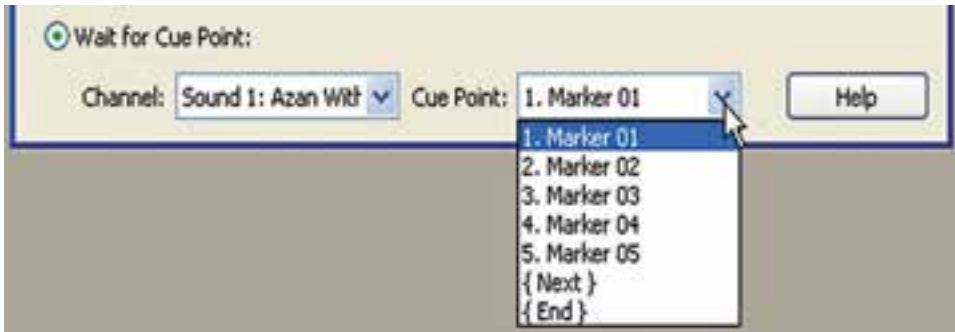 Wait for Cue Point:
Channel: Sound 1: Azan With Cue Point: 1. Marker 01 Help
1. Marker 01
2. Marker 02
3. Marker 03
4. Marker 04
5. Marker 05
{ Next }
{ End }